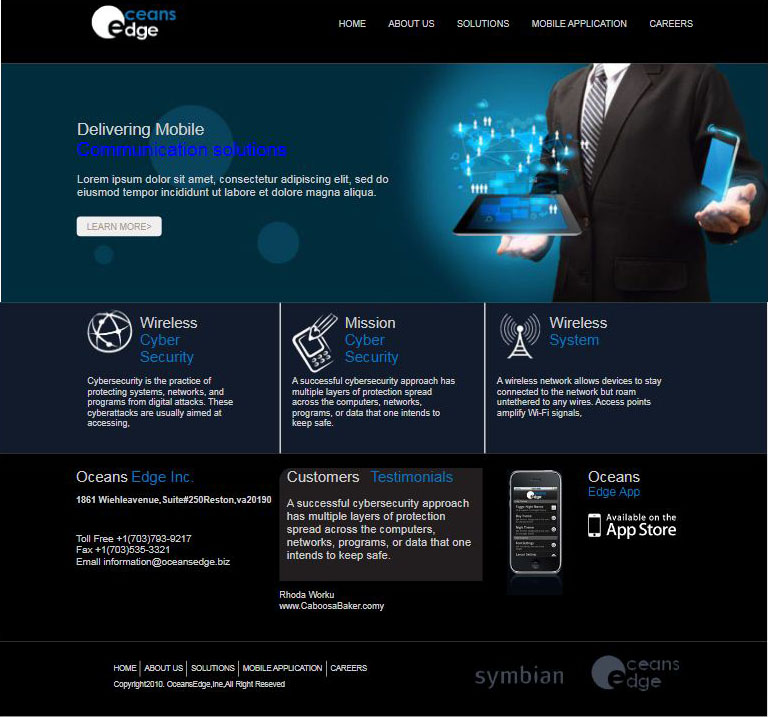 Oceans
edge
HOME ABOUT US SOLUTIONS MOBILE APPLICATION CAREERS
Delivering Mobile
Communication solutions
Lorem ipsum dolor sit amet, consectetur adipiscing elit, sed do
eiusmod tempor incididunt ut labore et dolore magna aliqua.
LEARN MORE>
Wireless
Cyber
Security
Cybersecurity is the practice of
protecting systems, networks, and
programs from digital attacks. These
cyberattacks are usually aimed at
accessing,
Mission
Cyber
Security
A successful cybersecurity approach has
multiple layers of protection spread
across the computers, networks,
programs, or data that one intends to
keep safe.
Wireless
System
A wireless network allows devices to stay
connected to the network but roam
untethered to any wires. Access points
amplify Wi-Fi signals,
Oceans Edge Inc.
1861 Wiehleavenue,Suite#250Reston,va20190
Toll Free +1(703)793-9217
Fax +1(703)535-3321
Email information@oceansedge.biz
Customers Testimonials
A successful cybersecurity approach
has multiple layers of protection
spread across the computers,
networks, programs, or data that one
intends to keep safe.
Rhoda Worku
www.CaboosaBaker.comy
Oceans
Edge App
Available on the
App Store
HOME ABOUT US SOLUTIONS MOBILE APPLICATION CAREERS
Copyright2010. OceansEdge,Ine,All Right Reseved
symbian
Oceans
edge